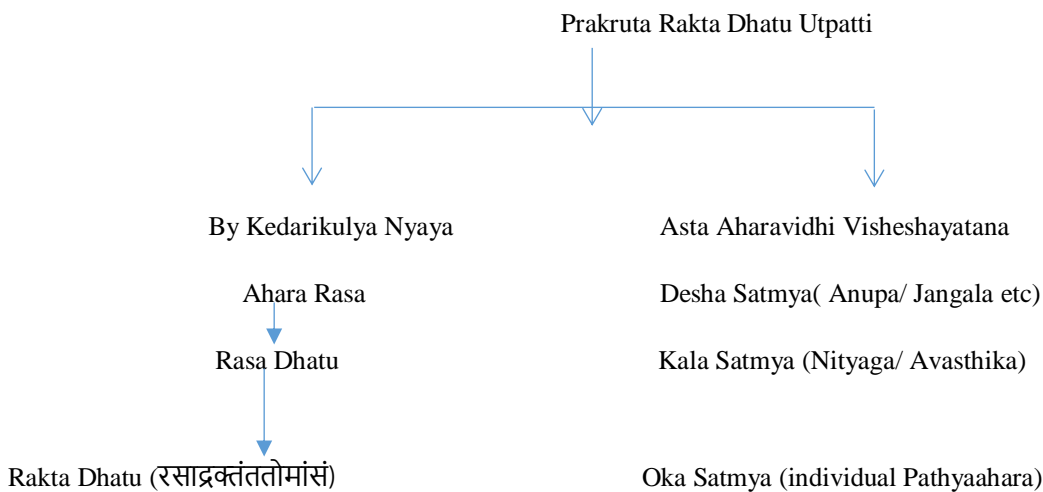 Prakruta Rakta Dhatu Utpatti
By Kedarikulya Nyaya
Asta Aharavidhi Visheshayatana
Ahara Rasa
Desha Satmya( Anupa/ Jangala etc)
Rasa Dhatu
Kala Satmya (Nityaga/ Avasthika)
Rakta Dhatu (रसाद्रक्तंततोमांसं)
Oka Satmya (individual Pathyaahara)